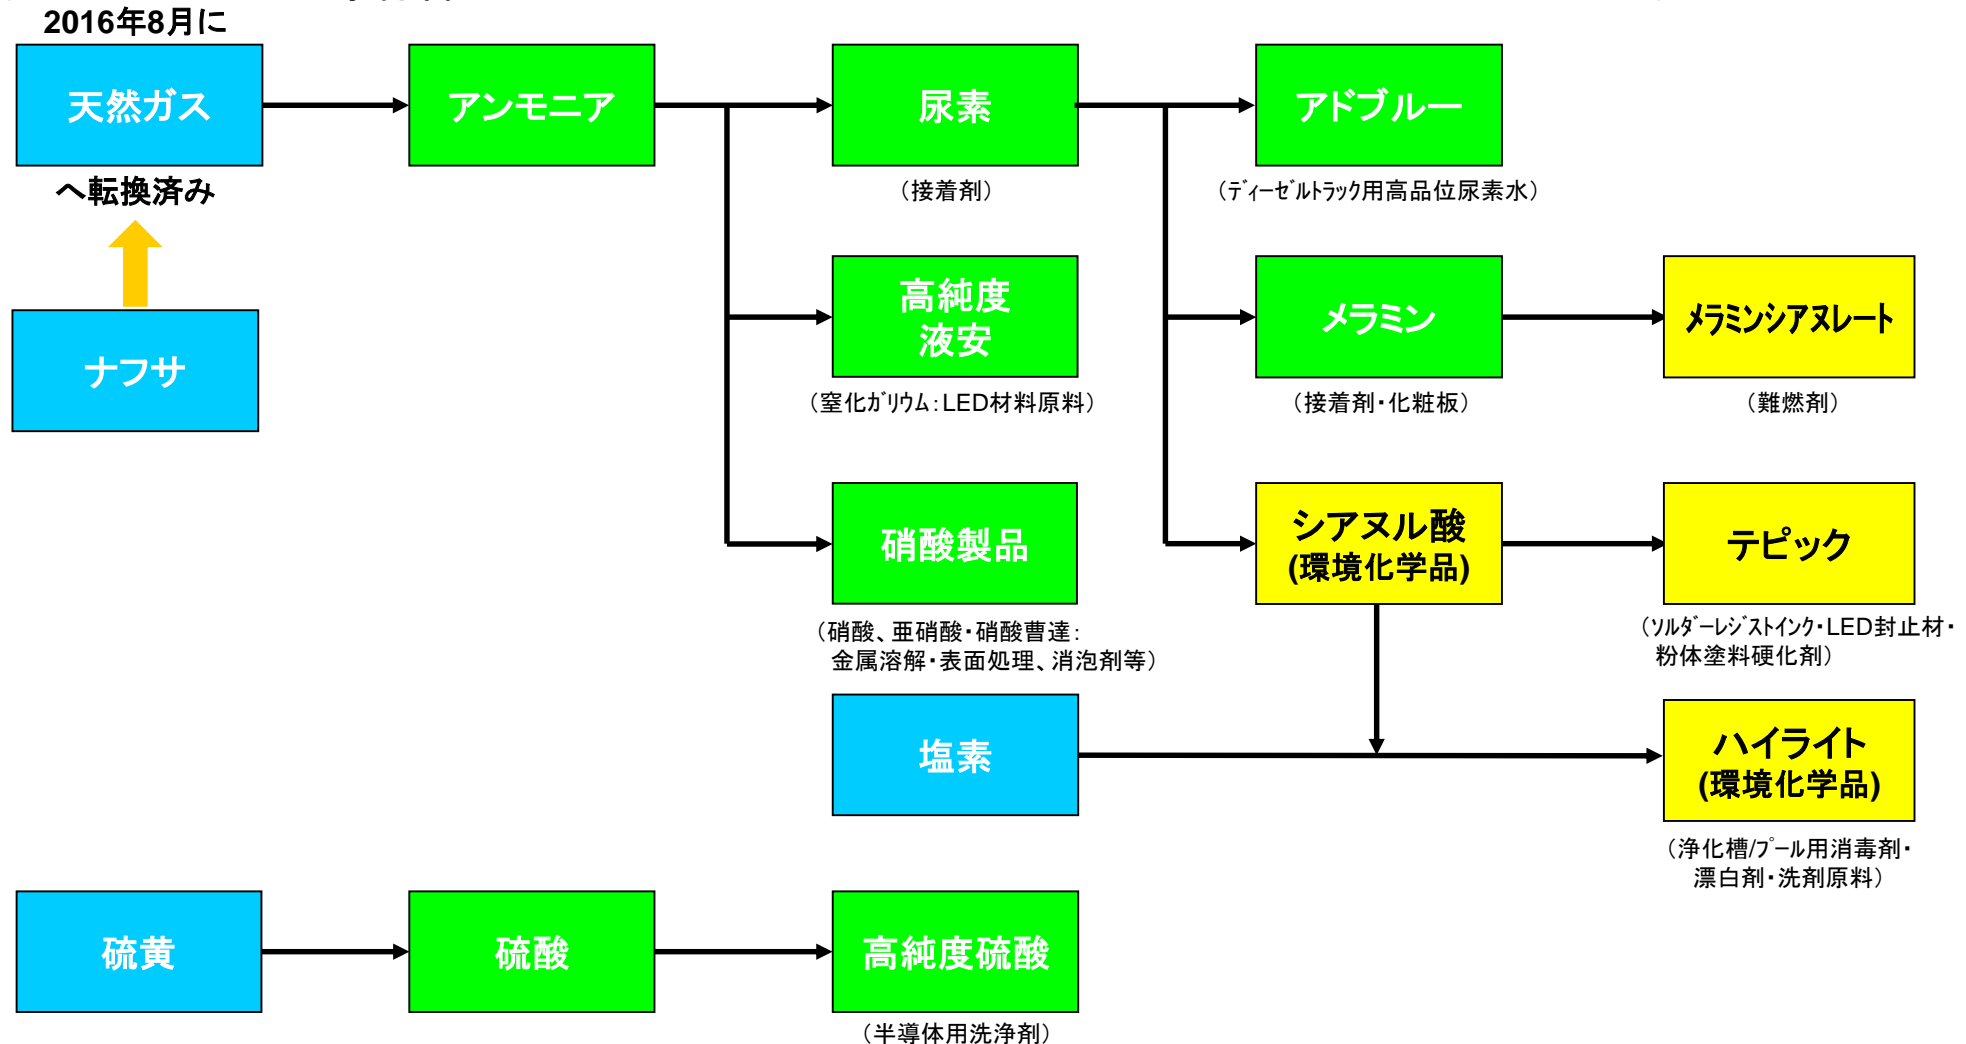 2016年8月に
天然ガス
アンモニア
尿素
アドブルー
へ転換済み
(接着剤)
(ディーゼルトラック用高品位尿素水)
ナフサ
高純度
液安
メラミン
メラミンシアヌレート
(窒化ガリウム:LED材料原料)
(接着剤・化粧板)
(難燃剤)
硝酸製品
シアヌル酸
(環境化学品)
テピック
(硝酸、亜硝酸・硝酸曹達:
金属溶解・表面処理、消泡剤等)
(ソルダーレジストインク・LED封止材・
粉体塗料硬化剤)
塩素
ハイライト
(環境化学品)
(浄化槽/プール用消毒剤・
漂白剤・洗剤原料)
硫黄
硫酸
高純度硫酸
(半導体用洗浄剤)